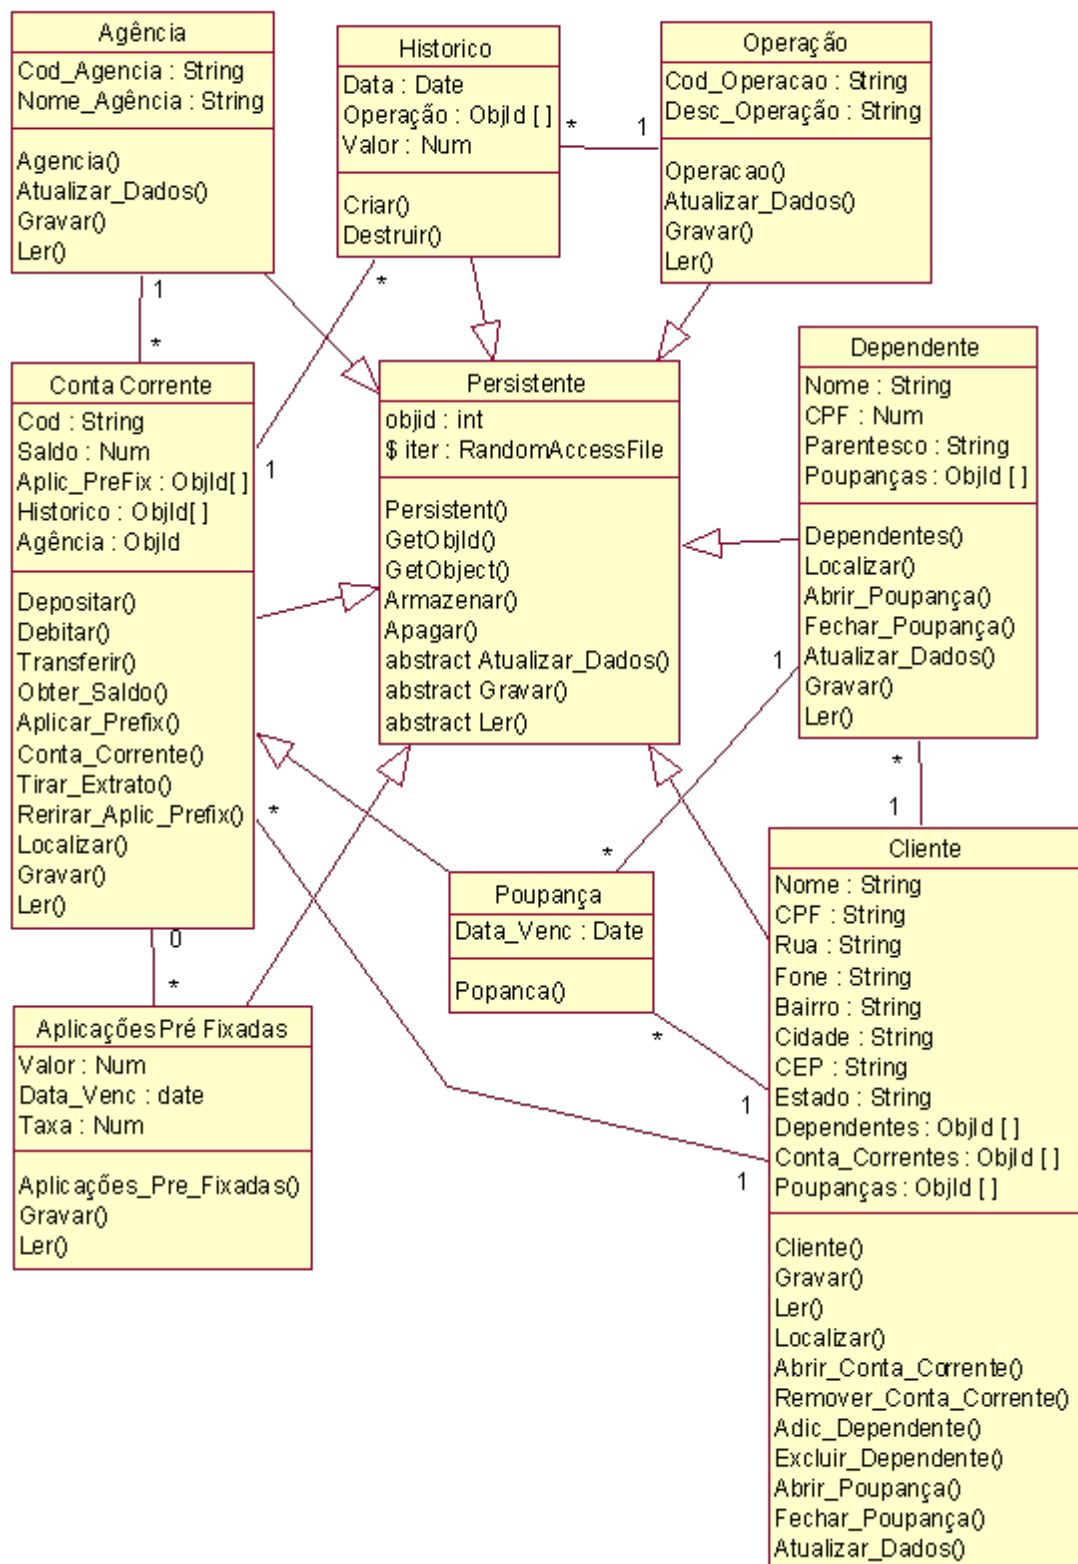 Agência
Cod_Agencia : String
Nome_Agência : String
Agencia()
Atualizar_Dados()
Gravar()
Ler()
Historico
Data : Date
Operação : ObjId [ ]
Valor : Num
Criar()
Destruir()
*
1
Operação
Cod_Operacao : String
Desc_Operação : String
Operacao()
Atualizar_Dados()
Gravar()
Ler()
1
*
*
1
Conta Corrente
Cod : String
Saldo : Num
Aplic_PreFix : ObjId[ ]
Historico : ObjId[ ]
Agência : ObjId
Depositar()
Debitar()
Transferir()
Obter_Saldo()
Aplicar_Prefix()
Conta_Corrente()
Tirar_Extrato()
Rerirar_Aplic_Prefix()
Localizar()
Gravar()
Ler()
Persistente
objid : int
$ iter : RandomAccessFile
Persistent()
GetObjId()
GetObject()
Armazenar()
Apagar()
abstract Atualizar_Dados()
abstract Gravar()
abstract Ler()
Dependente
Nome : String
CPF : Num
Parentesco : String
Poupanças : ObjId [ ]
Dependentes()
Localizar()
Abrir_Poupança()
Fechar_Poupança()
Atualizar_Dados()
Gravar()
Ler()
1
*
*
1
*
0
*
Poupança
Data_Venc : Date
Popanca()
*
1
1
Aplicações Pré Fixadas
Valor : Num
Data_Venc : date
Taxa : Num
Aplicações_Pre_Fixadas()
Gravar()
Ler()
Cliente
Nome : String
CPF : String
Rua : String
Fone : String
Bairro : String
Cidade : String
CEP : String
Estado : String
Dependentes : ObjId [ ]
Conta_Correntes : ObjId [ ]
Poupanças : ObjId [ ]
Cliente()
Gravar()
Ler()
Localizar()
Abrir_Conta_Corrente()
Remover_Conta_Corrente()
Adic_Dependente()
Excluir_Dependente()
Abrir_Poupança()
Fechar_Poupança()
Atualizar_Dados()